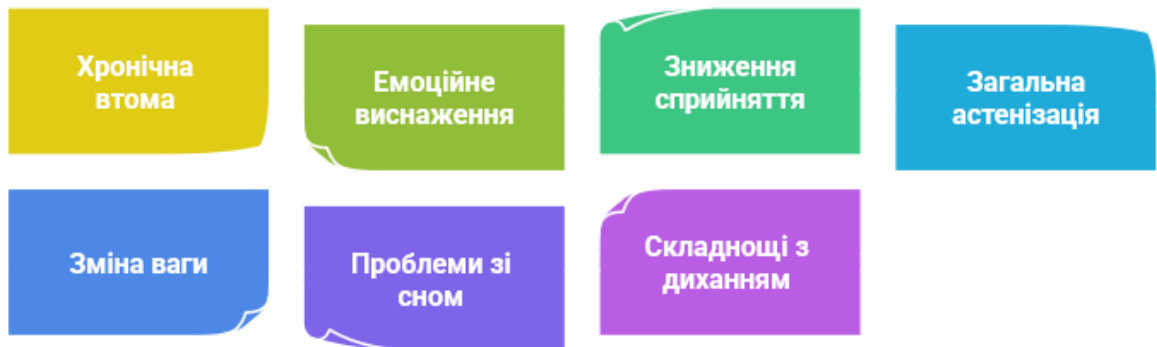 Хронічна
втома
Емоційне
виснаження
Зниження
сприйняття
Загальна
астенізація
Зміна ваги
Проблеми зі
сном
Складнощі з
диханням